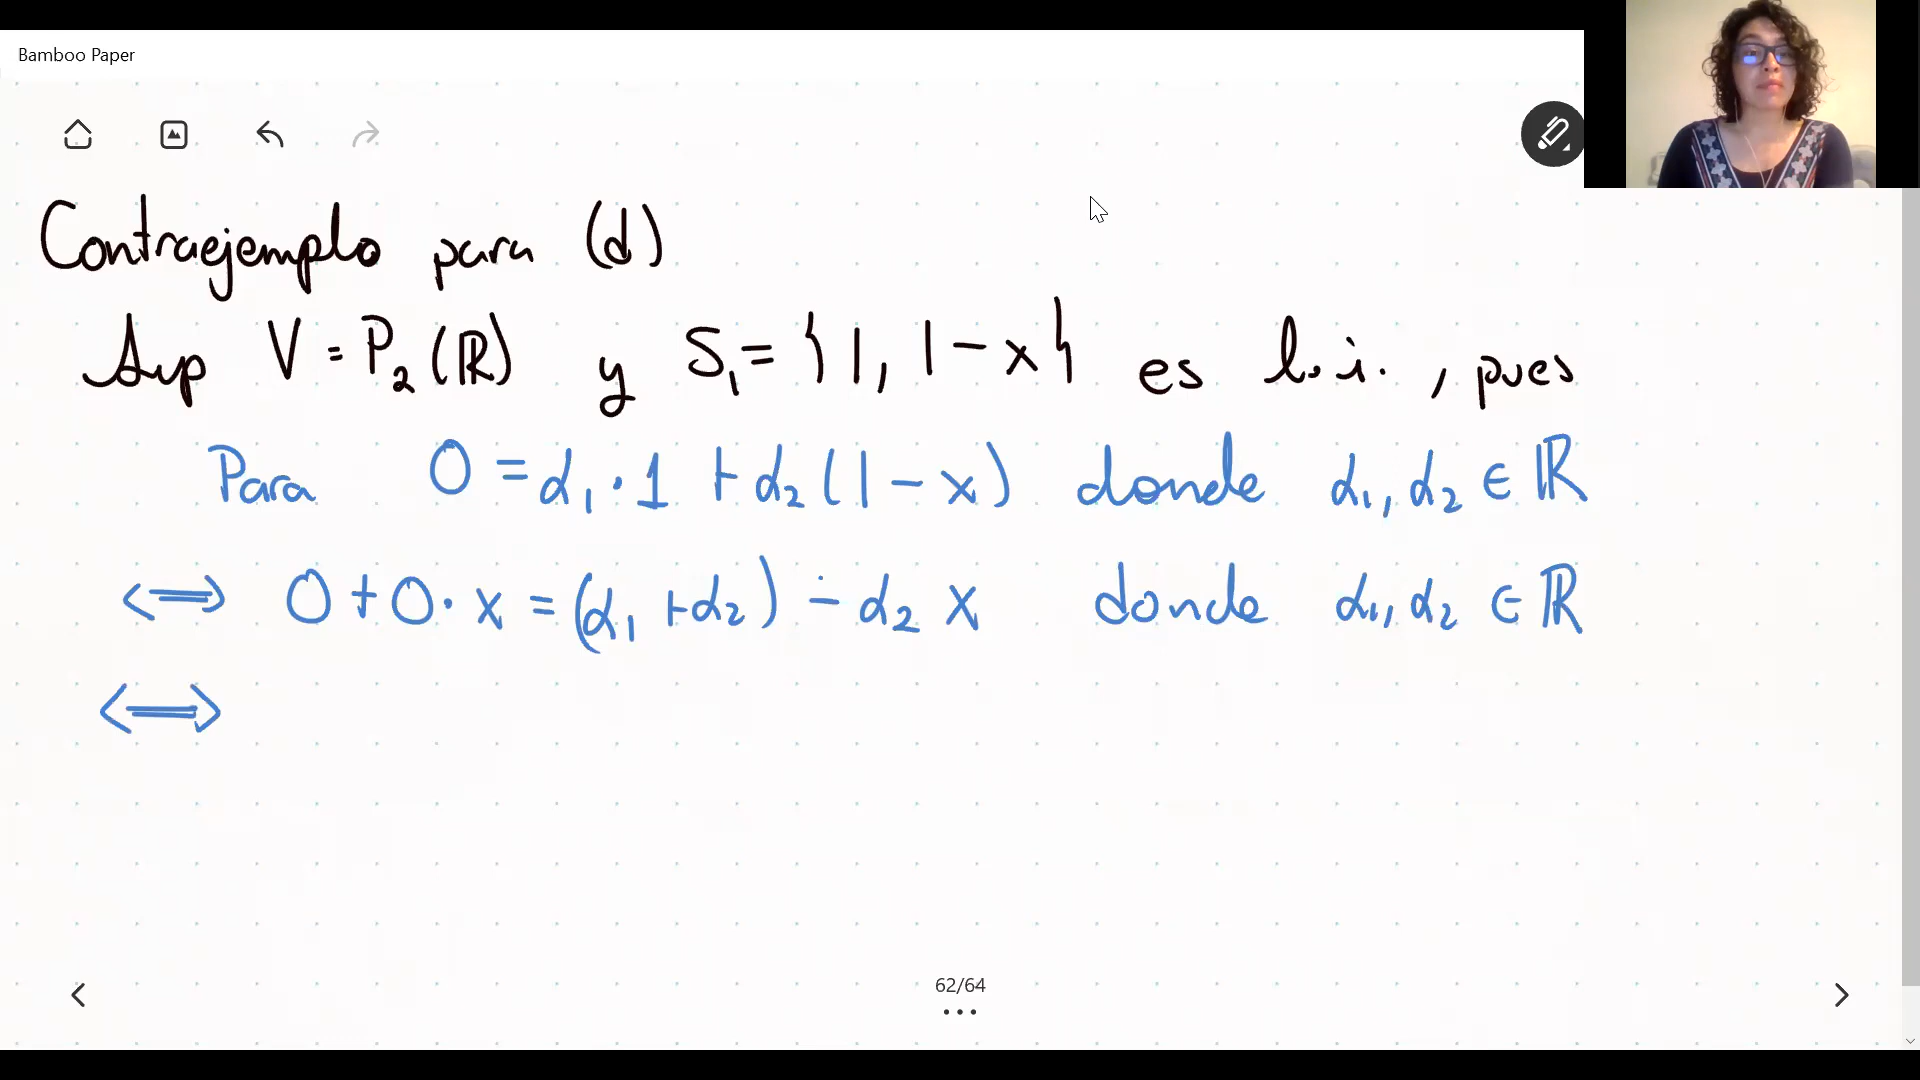 Bamboo Paper
Contraejemplo para (d)
Sup V = P₂(ℝ) y S₁ = {1, 1 - x} es l.i., pues
Para 0 = α₁·1 + α₂(1 - x) donde α₁, α₂ ∈ ℝ
⟺ 0 + 0·x = (α₁ + α₂) - α₂ x donde α₁, α₂ ∈ ℝ
⟺
62/64